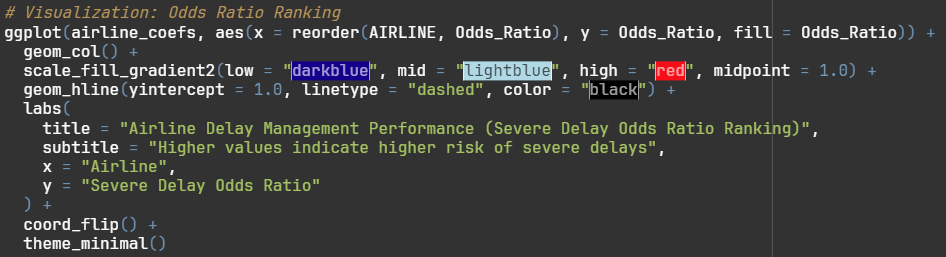 # Visualization: Odds Ratio Ranking
ggplot(airline_coefs, aes(x = reorder(AIRLINE, Odds_Ratio), y = Odds_Ratio, fill = Odds_Ratio)) +
  geom_col() +
  scale_fill_gradient2(low = "darkblue", mid = "lightblue", high = "red", midpoint = 1.0) +
  geom_hline(yintercept = 1.0, linetype = "dashed", color = "black") +
  labs(
    title = "Airline Delay Management Performance (Severe Delay Odds Ratio Ranking)",
    subtitle = "Higher values indicate higher risk of severe delays",
    x = "Airline",
    y = "Severe Delay Odds Ratio"
  ) +
  coord_flip() +
  theme_minimal()